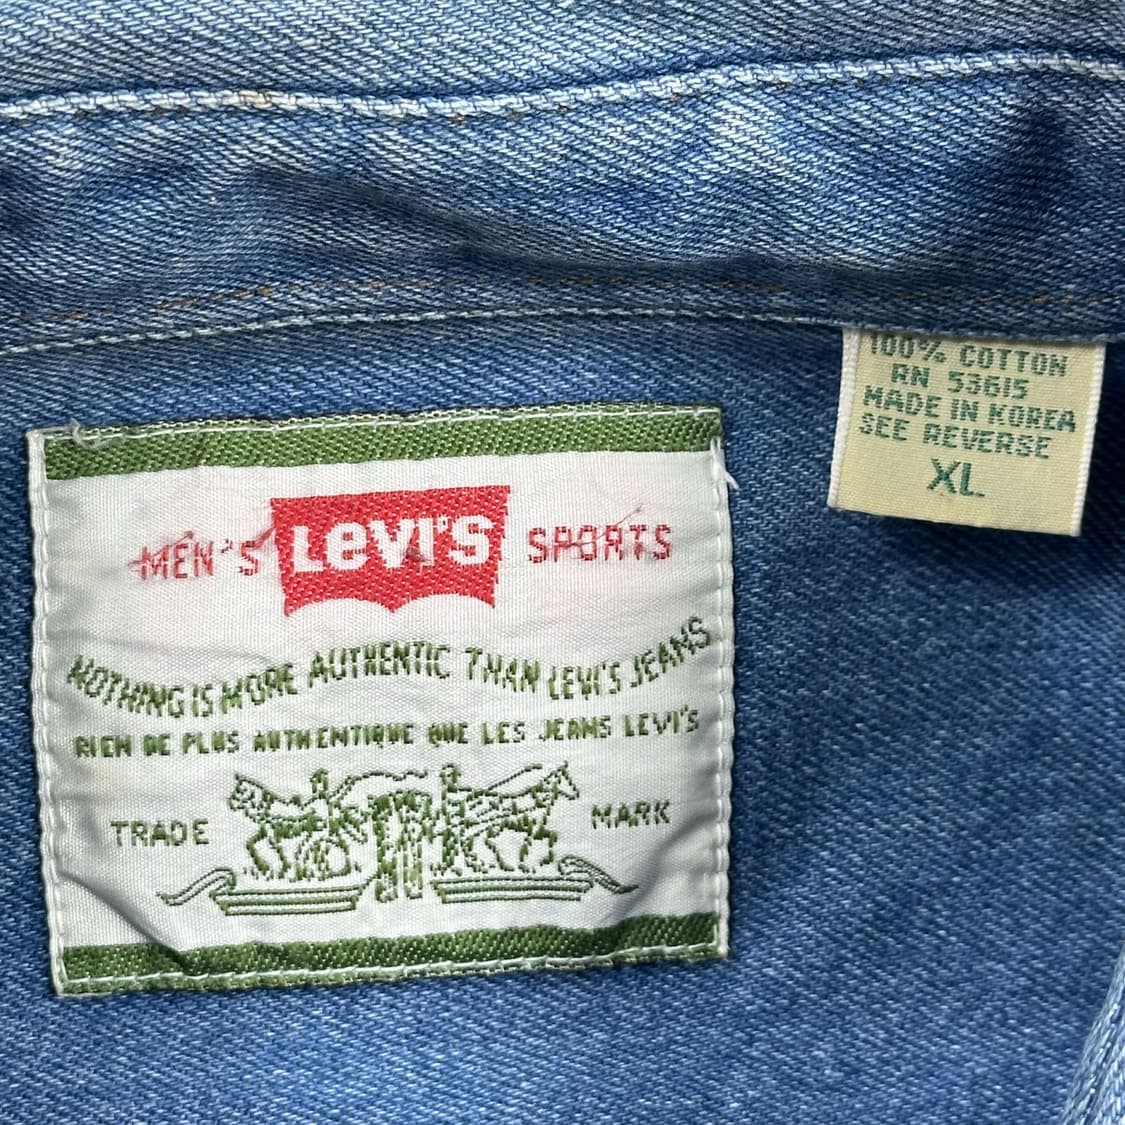 100% COTTON
RN 53615
MADE IN KOREA
SEE REVERSE
XL
MEN'S LEVI'S SPORTS
NOTHING IS MORE AUTHENTIC THAN LEVI'S JEANS
RIEN DE PLUS AUTHENTIQUE QUE LES JEANS LEVI'S
TRADE MARK